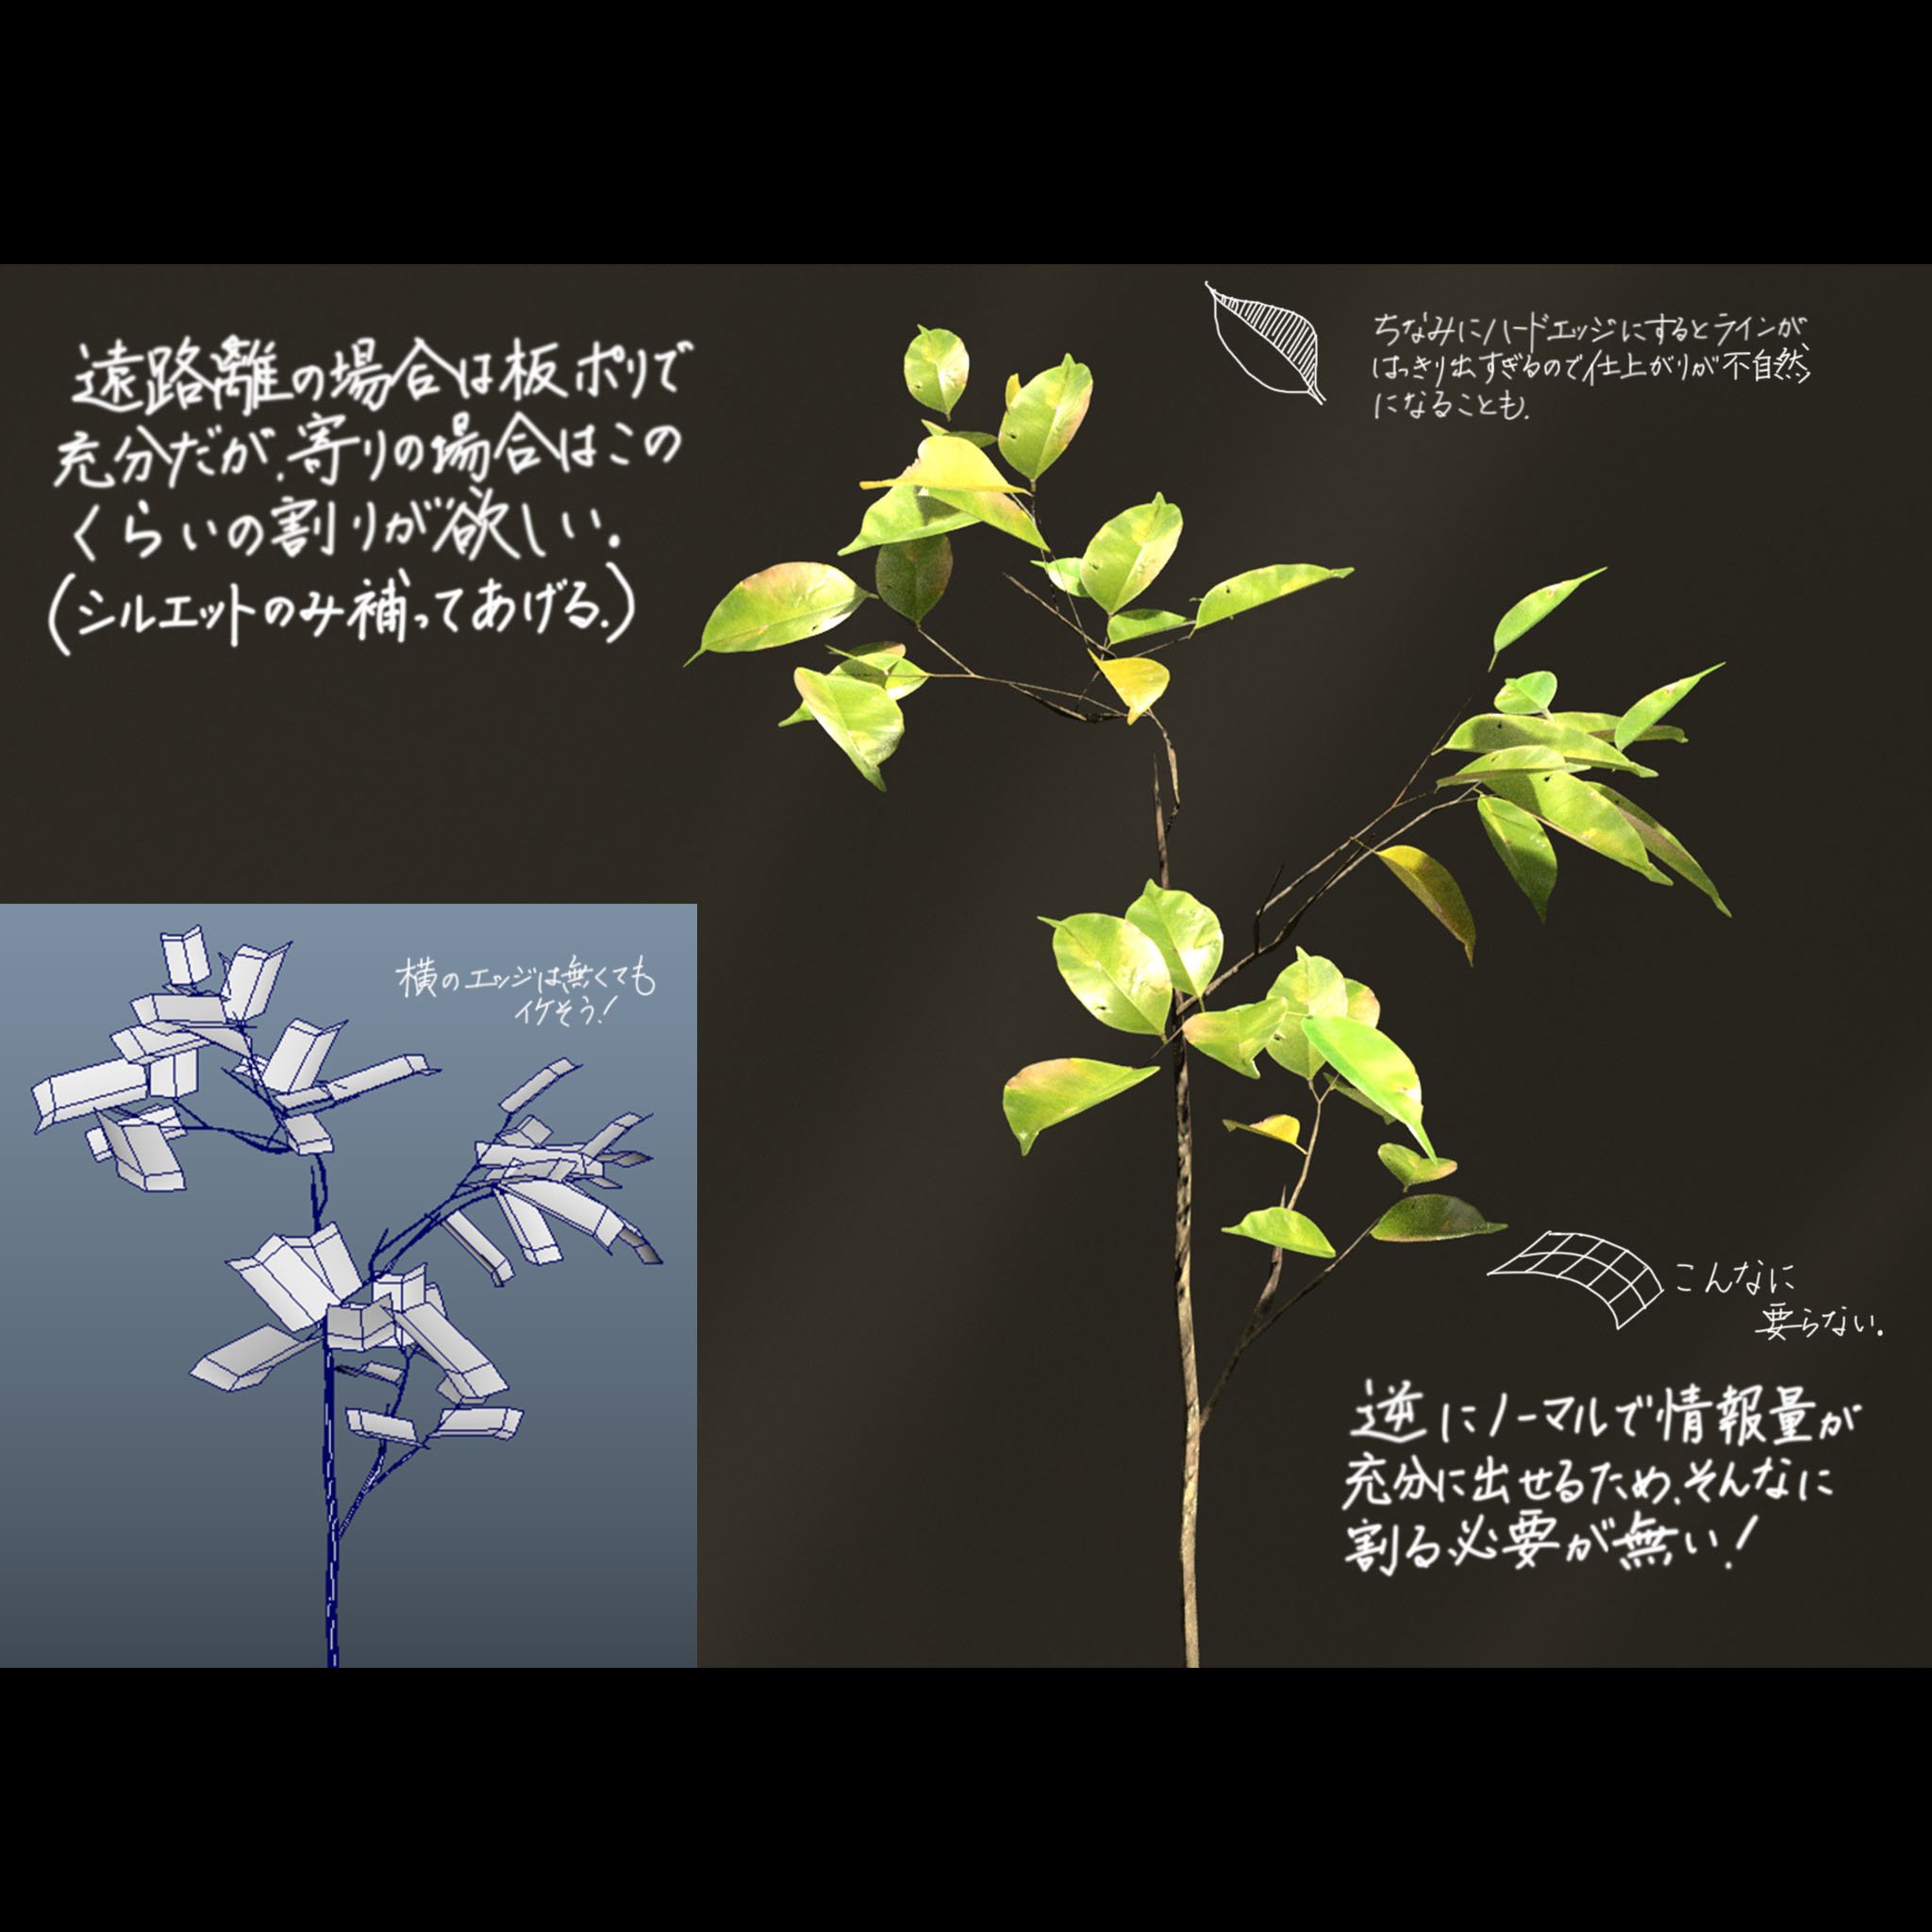 遠路離の場合は板ポリで
充分だが、寄りの場合はこの
くらいの割りが欲しい.
(シルエットのみ補ってあげる.)
ちなみにハードエッジにするとラインが
はっきり出すぎるので仕上がりが不自然
になることも.
横のエッジは無くても
イケそう!
こんなに
要らない.
逆にノーマルで情報量が
充分に出せるため、そんなに
割る必要が無い!